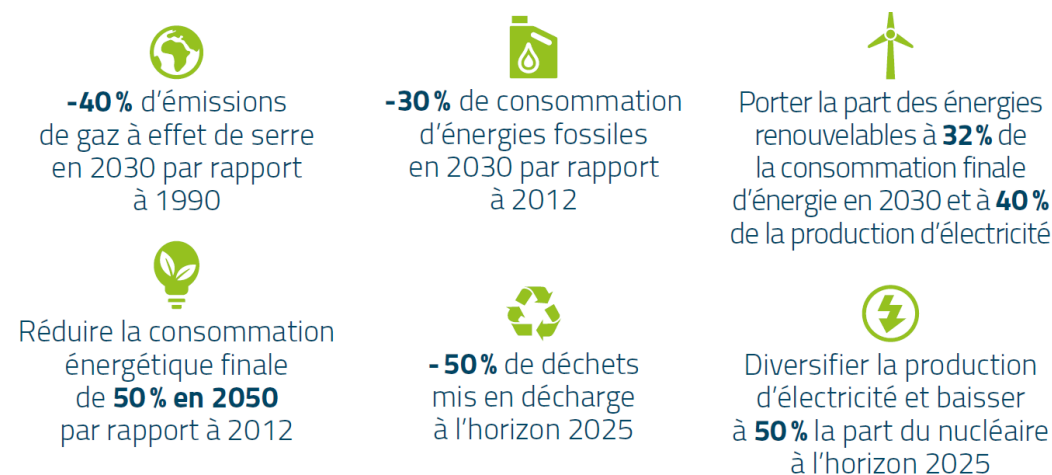 -40 % d’émissions
de gaz à effet de serre
en 2030 par rapport
à 1990
-30 % de consommation
d’énergies fossiles
en 2030 par rapport
à 2012
Porter la part des énergies
renouvelables à 32 % de
la consommation finale
d’énergie en 2030 et à 40 %
de la production d’électricité
Réduire la consommation
énergétique finale
de 50 % en 2050
par rapport à 2012
- 50 % de déchets
mis en décharge
à l’horizon 2025
Diversifier la production
d’électricité et baisser
à 50 % la part du nucléaire
à l’horizon 2025